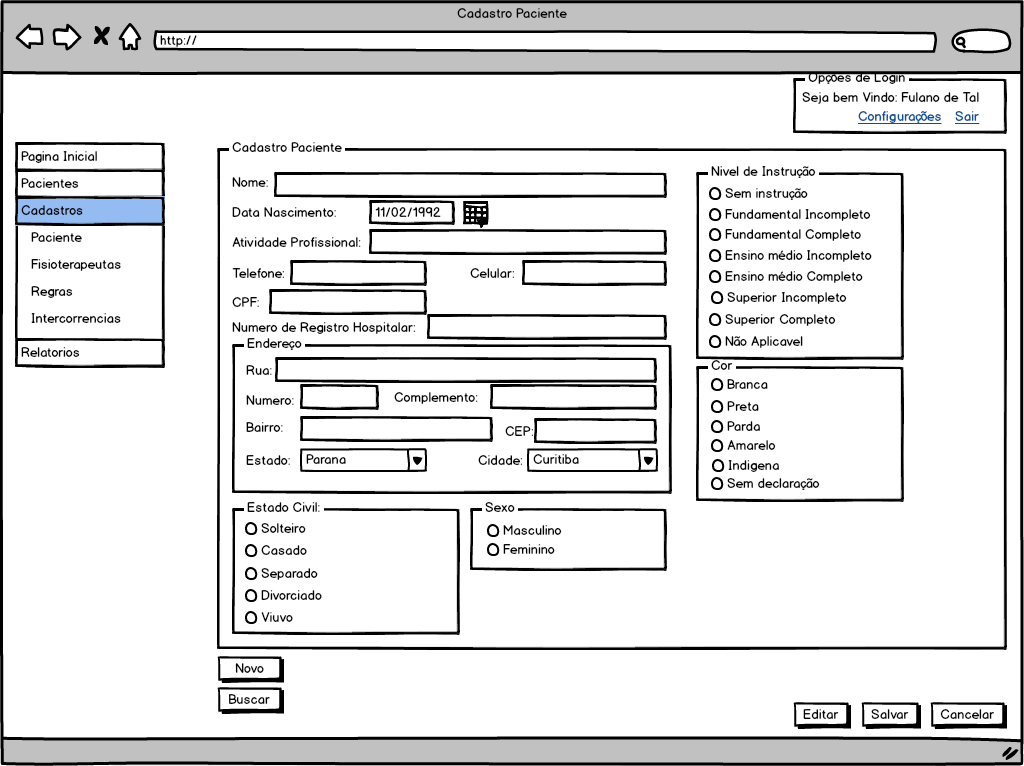 Cadastro Paciente
http://
Opções de Login
Seja bem Vindo: Fulano de Tal
Configurações Sair
Pagina Inicial
Pacientes
Cadastros
Paciente
Fisioterapeutas
Regras
Intercorrencias
Relatorios
Cadastro Paciente
Nome:
Data Nascimento: 11/02/1992
Atividade Profissional:
Telefone: Celular:
CPF:
Numero de Registro Hospitalar:
Endereço
Rua:
Numero: Complemento:
Bairro: CEP:
Estado: Parana Cidade: Curitiba
Estado Civil:
Solteiro
Casado
Separado
Divorciado
Viuvo
Sexo
Masculino
Feminino
Nivel de Instrução
Sem instrução
Fundamental Incompleto
Fundamental Completo
Ensino médio Incompleto
Ensino médio Completo
Superior Incompleto
Superior Completo
Não Aplicavel
Cor
Branca
Preta
Parda
Amarelo
Indigena
Sem declaração
Novo
Buscar
Editar Salvar Cancelar